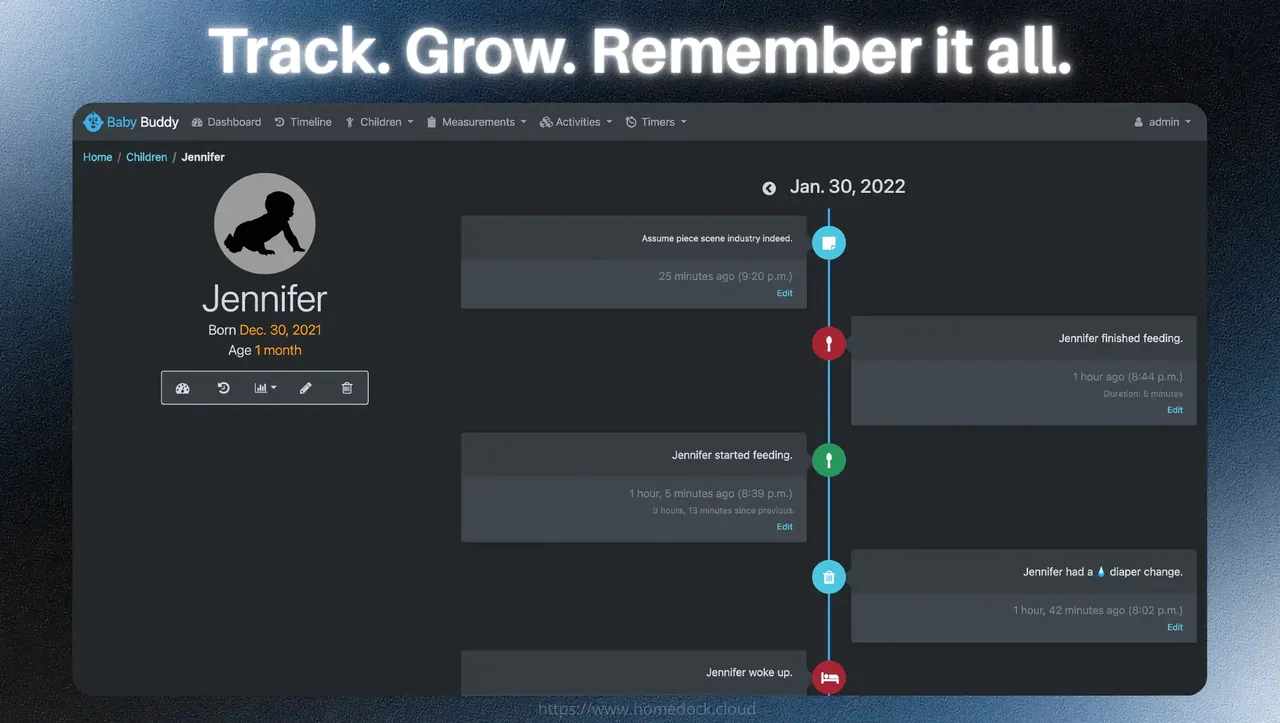 Track. Grow. Remember it all.
Baby Buddy Dashboard Timeline Children Measurements Activities Timers admin
Home / Children / Jennifer
Jennifer
Born Dec. 30, 2021
Age 1 month
Jan. 30, 2022
Assume piece scene industry indeed.
25 minutes ago (9:20 p.m.)
Edit
Jennifer finished feeding.
1 hour ago (8:44 p.m.)
Duration: 5 minutes
Edit
Jennifer started feeding.
1 hour, 5 minutes ago (8:39 p.m.)
3 hours, 13 minutes since previous
Edit
Jennifer had a 💧 diaper change.
1 hour, 42 minutes ago (8:02 p.m.)
Edit
Jennifer woke up.
https://www.homedock.cloud